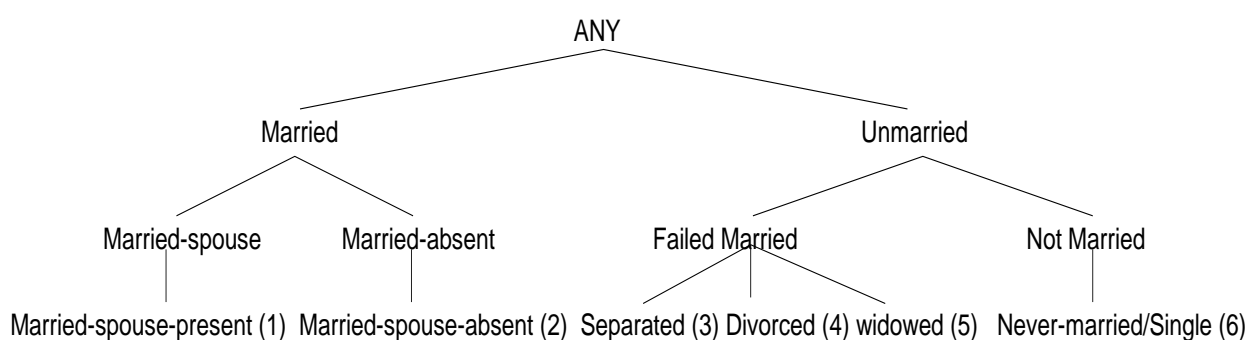 ANY
Married Unmarried
Married-spouse Married-absent Failed Married Not Married
Married-spouse-present (1) Married-spouse-absent (2) Separated (3) Divorced (4) widowed (5) Never-married/Single (6)